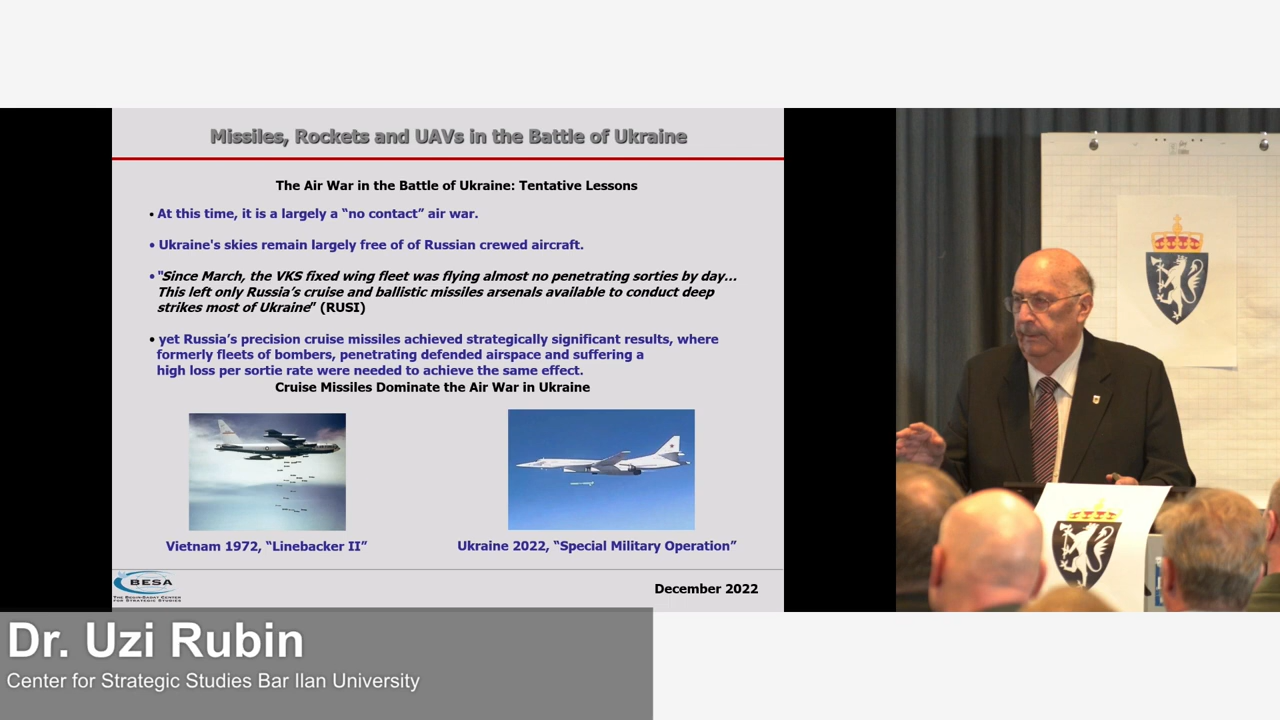 Missiles, Rockets and UAVs in the Battle of Ukraine
The Air War in the Battle of Ukraine: Tentative Lessons
• At this time, it is a largely a “no contact” air war.
• Ukraine's skies remain largely free of of Russian crewed aircraft.
• "Since March, the VKS fixed wing fleet was flying almost no penetrating sorties by day...
This left only Russia’s cruise and ballistic missiles arsenals available to conduct deep
strikes most of Ukraine” (RUSI)
• yet Russia’s precision cruise missiles achieved strategically significant results, where
formerly fleets of bombers, penetrating defended airspace and suffering a
high loss per sortie rate were needed to achieve the same effect.
Cruise Missiles Dominate the Air War in Ukraine
Vietnam 1972, “Linebacker II”
Ukraine 2022, “Special Military Operation”
BESA
The Begin-Sadat Center
for Strategic Studies
December 2022
Dr. Uzi Rubin
Center for Strategic Studies Bar Ilan University